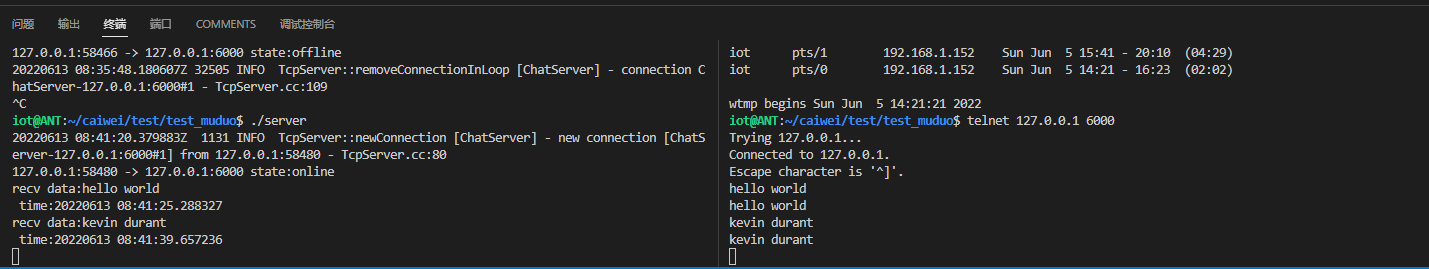 问题 输出 终端 端口 COMMENTS 调试控制台
127.0.0.1:58466 -> 127.0.0.1:6000 state:offline
20220613 08:35:48.180607Z 32505 INFO  TcpServer::removeConnectionInLoop [ChatServer] - connection C
hatServer-127.0.0.1:6000#1 - TcpServer.cc:109
^C
iot@ANT:~/caiwei/test/test_muduo$ ./server
20220613 08:41:20.379883Z  1131 INFO  TcpServer::newConnection [ChatServer] - new connection [ChatS
erver-127.0.0.1:6000#1] from 127.0.0.1:58480 - TcpServer.cc:80
127.0.0.1:58480 -> 127.0.0.1:6000 state:online
recv data:hello world
 time:20220613 08:41:25.288327
recv data:kevin durant
 time:20220613 08:41:39.657236
iot      pts/1        192.168.1.152    Sun Jun  5 15:41 - 20:10  (04:29)
iot      pts/0        192.168.1.152    Sun Jun  5 14:21 - 16:23  (02:02)
wtmp begins Sun Jun  5 14:21:21 2022
iot@ANT:~/caiwei/test/test_muduo$ telnet 127.0.0.1 6000
Trying 127.0.0.1...
Connected to 127.0.0.1.
Escape character is '^]'.
hello world
hello world
kevin durant
kevin durant